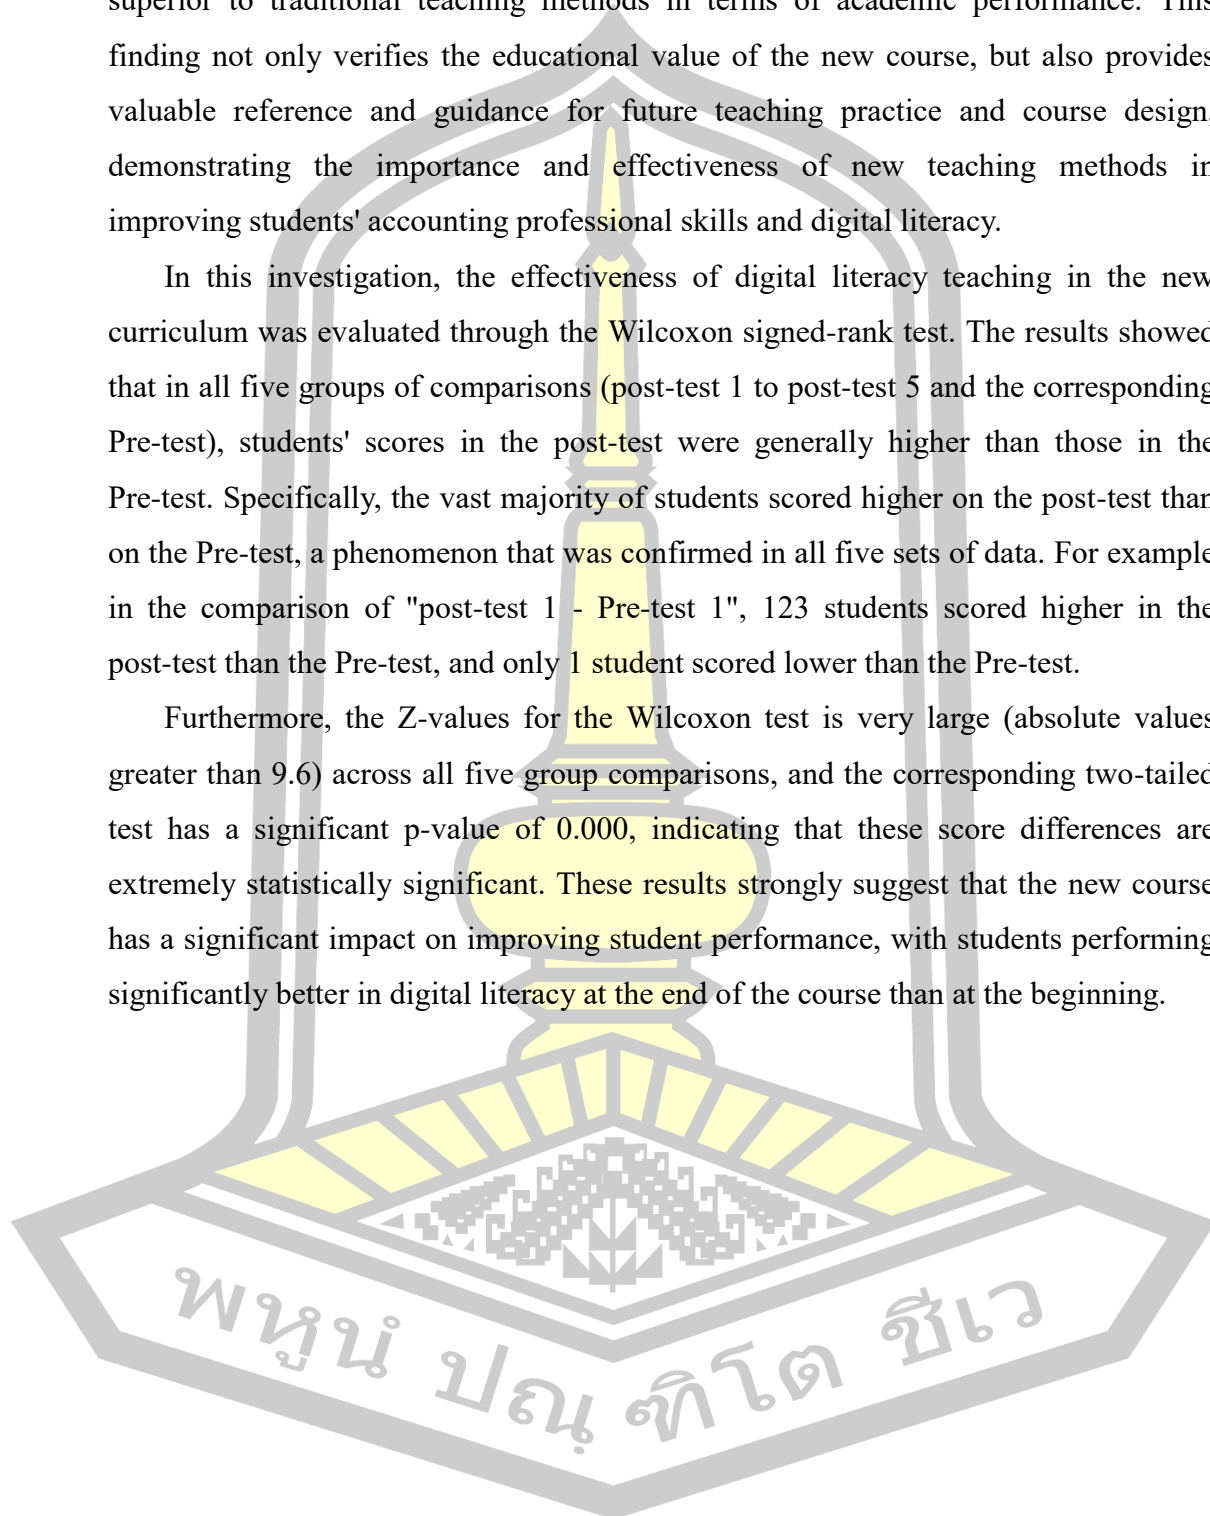 superior to traditional teaching methods in terms of academic performance. This
finding not only verifies the educational value of the new course, but also provides
valuable reference and guidance for future teaching practice and course design,
demonstrating the importance and effectiveness of new teaching methods in
improving students' accounting professional skills and digital literacy.
In this investigation, the effectiveness of digital literacy teaching in the new
curriculum was evaluated through the Wilcoxon signed-rank test. The results showed
that in all five groups of comparisons (post-test 1 to post-test 5 and the corresponding
Pre-test), students' scores in the post-test were generally higher than those in the
Pre-test. Specifically, the vast majority of students scored higher on the post-test than
on the Pre-test, a phenomenon that was confirmed in all five sets of data. For example
in the comparison of "post-test 1 - Pre-test 1", 123 students scored higher in the
post-test than the Pre-test, and only 1 student scored lower than the Pre-test.
Furthermore, the Z-values for the Wilcoxon test is very large (absolute values
greater than 9.6) across all five group comparisons, and the corresponding two-tailed
test has a significant p-value of 0.000, indicating that these score differences are
extremely statistically significant. These results strongly suggest that the new course
has a significant impact on improving student performance, with students performing
significantly better in digital literacy at the end of the course than at the beginning.
พหูนํ ปณฺฑิโต ชีเว